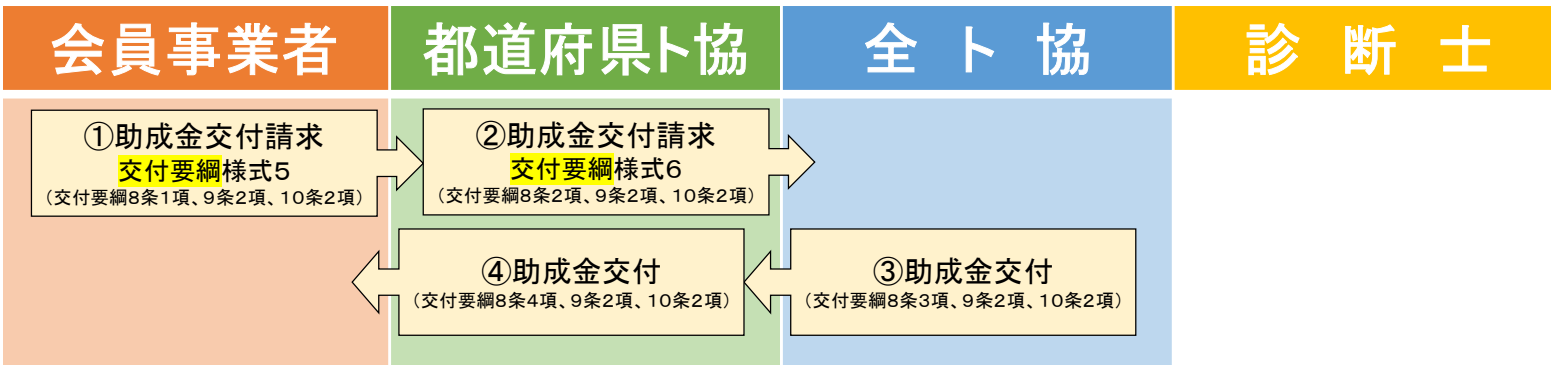 会員事業者
都道府県ト協
全ト協
診断士
①助成金交付請求
交付要綱様式5
(交付要綱8条1項、9条2項、10条2項)
②助成金交付請求
交付要綱様式6
(交付要綱8条2項、9条2項、10条2項)
④助成金交付
(交付要綱8条4項、9条2項、10条2項)
③助成金交付
(交付要綱8条3項、9条2項、10条2項)